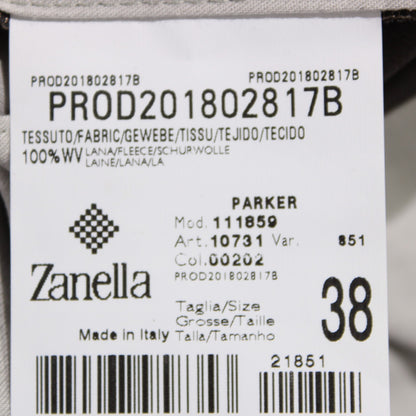 PROD201802817B PROD201802817B
PROD201802817B
TESSUTO/FABRIC/GEWEBE/TISSU/TEJIDO/TECIDO
100% WV LANA/FLEECE/SCHURWOLLE
LAINE/LANA/LA
PARKER
Mod. 111859
Art. 10731 Var. 851
Col. 00202
PROD201802817B
Zanella
Taglia/Size
Grosse/Taille
Talla/Tamanho
38
Made in Italy
21851